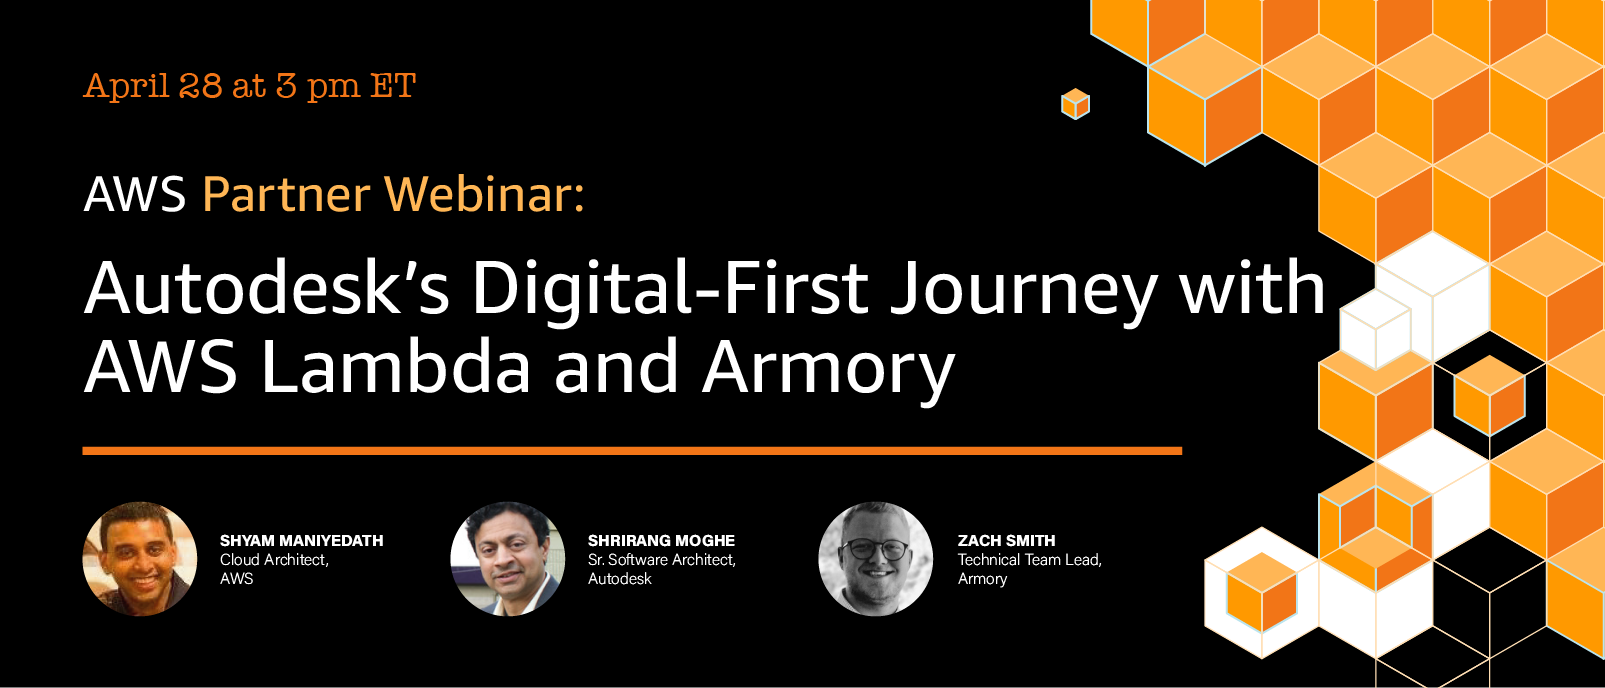 April 28 at 3 pm ET
AWS Partner Webinar:
Autodesk’s Digital-First Journey with
AWS Lambda and Armory
SHYAM MANIYEDATH
Cloud Architect,
AWS
SHRIRANG MOGHE
Sr. Software Architect,
Autodesk
ZACH SMITH
Technical Team Lead,
Armory